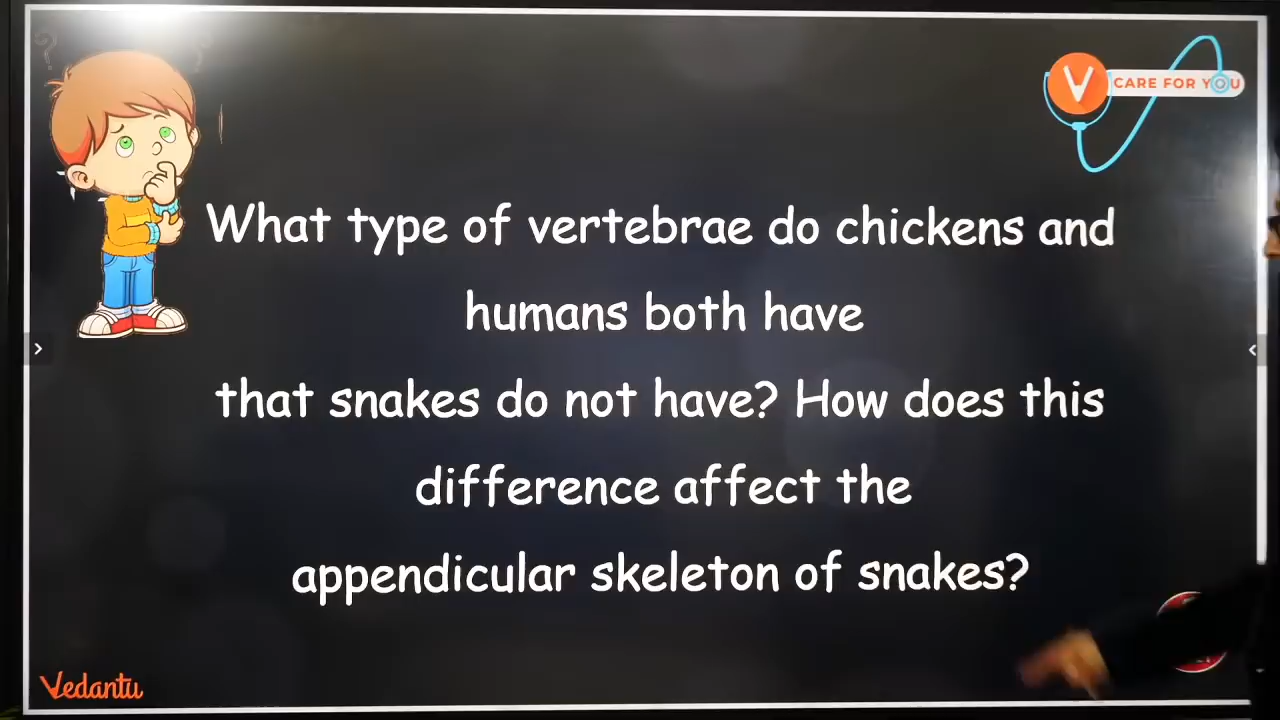 CARE FOR YOU
What type of vertebrae do chickens and
humans both have
that snakes do not have? How does this
difference affect the
appendicular skeleton of snakes?
Vedantu